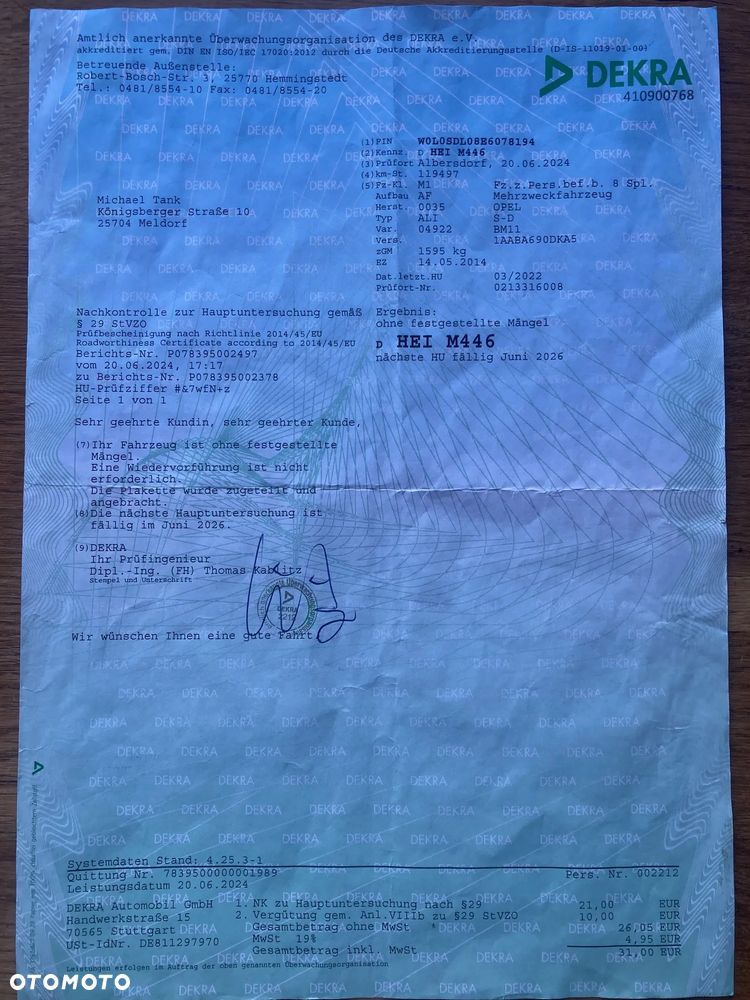 Amtlich anerkannte Überwachungsorganisation des DEKRA e.V.
akkreditiert gem. DIN EN ISO/IEC 17020:2012 durch die Deutsche Akkreditierungsstelle (D-IS-11019-01-00)
Betreuende Außenstelle:
Robert-Bosch-Str. 3, 25770 Hemmingstedt
Tel.: 0481/8554-10 Fax: 0481/8554-20
DEKRA
410900768
(1) FIN W0L0SDL08E6078194
(2) Kennz. D HEI M446
(3) Prüfort Albersdorf, 20.06.2024
(4) km-St. 119497
(5) Fz-Kl. M1 Fz.z.Pers.bef.b. 8 Spl.
Aufbau AF Mehrzweckfahrzeug
Herst. 0035 OPEL
Typ ALI S-D
Var. 04922 BM11
Vers. 1AABA690DKA5
zGM 1595 kg
EZ 14.05.2014
Dat.letzt.HU 03/2022
Prüfort-Nr. 0213316008
Michael Tank
Königsberger Straße 10
25704 Meldorf
Nachkontrolle zur Hauptuntersuchung gemäß
§ 29 StVZO
Prüfbescheinigung nach Richtlinie 2014/45/EU
Roadworthiness Certificate according to 2014/45/EU
Berichts-Nr. P078395002497
vom 20.06.2024, 17:17
zu Berichts-Nr. P078395002378
HU-Prüfziffer #&7wfN+z
Seite 1 von 1
Ergebnis:
ohne festgestellte Mängel
D HEI M446
nächste HU fällig Juni 2026
Sehr geehrte Kundin, sehr geehrter Kunde,
(7) Ihr Fahrzeug ist ohne festgestellte
Mängel.
Eine Wiedervorführung ist nicht
erforderlich.
Die Plakette wurde zugeteilt und
angebracht.
(8) Die nächste Hauptuntersuchung ist
fällig im Juni 2026.
(9) DEKRA
Ihr Prüfingenieur
Dipl.-Ing. (FH) Thomas Kablitz
Stempel und Unterschrift
DEKRA
2212
Wir wünschen Ihnen eine gute Fahrt.
Systemdaten Stand: 4.25.3-1
Quittung Nr. 7839500000001989 Pers. Nr. 002212
Leistungsdatum 20.06.2024
DEKRA Automobil GmbH
Handwerkstraße 15
70565 Stuttgart
USt-IdNr. DE811297970
1. NK zu Hauptuntersuchung nach §29 21,00 EUR
2. Vergütung gem. Anl.VIIIb zu §29 StVZO 10,00 EUR
Gesamtbetrag ohne MwSt 26,05 EUR
MwSt 19% 4,95 EUR
Gesamtbetrag inkl. MwSt 31,00 EUR
Leistungen erfolgen im Auftrag der oben genannten Überwachungsorganisation
OTOMOTO